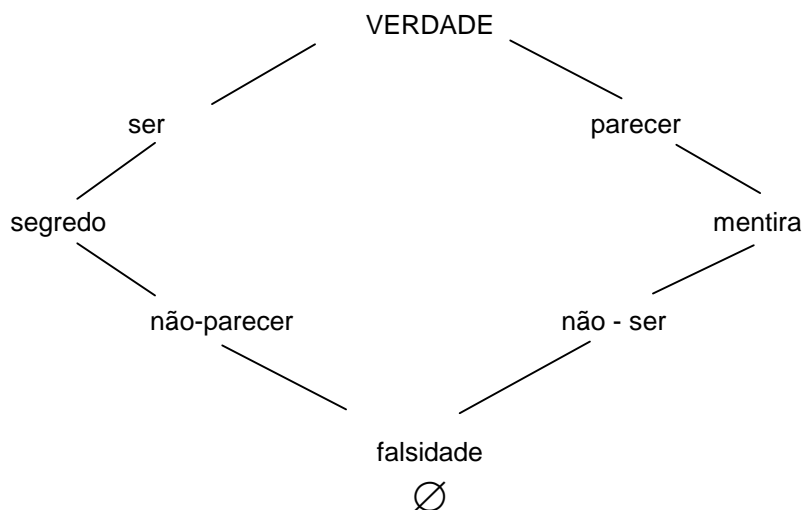 VERDADE
ser parecer
segredo mentira
não-parecer não - ser
falsidade
∅